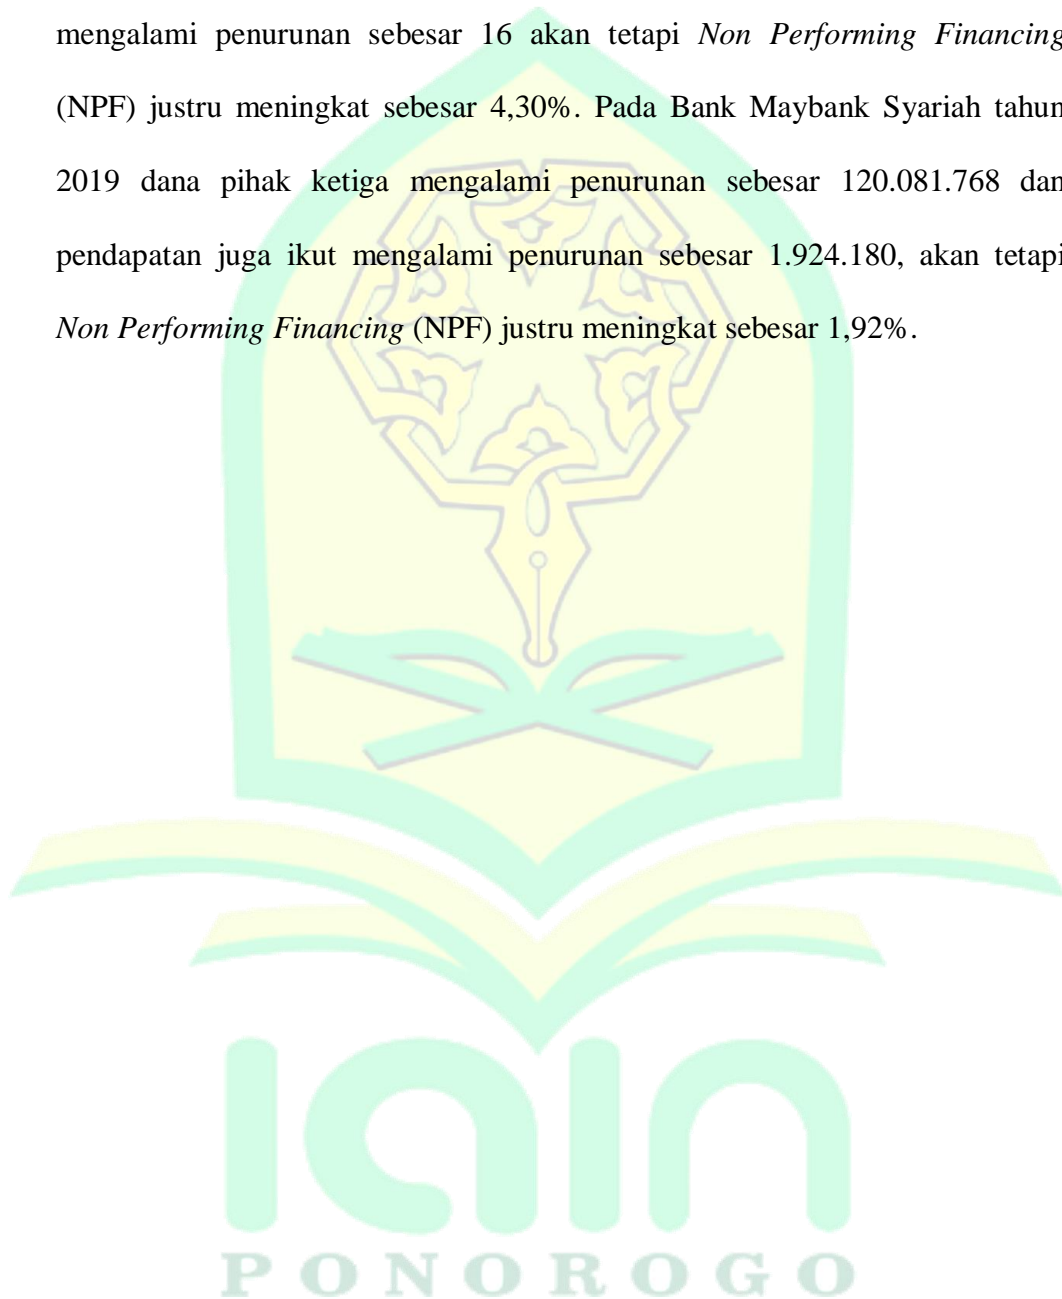 mengalami penurunan sebesar 16 akan tetapi Non Performing Financing
(NPF) justru meningkat sebesar 4,30%. Pada Bank Maybank Syariah tahun
2019 dana pihak ketiga mengalami penurunan sebesar 120.081.768 dan
pendapatan juga ikut mengalami penurunan sebesar 1.924.180, akan tetapi
Non Performing Financing (NPF) justru meningkat sebesar 1,92%.
iain
PONOROGO